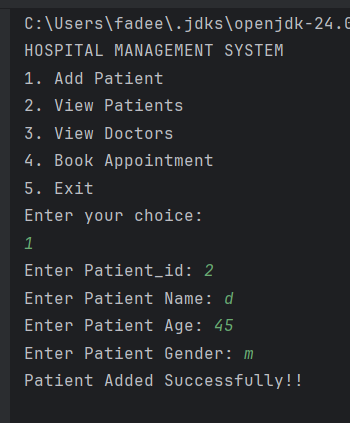 C:\Users\fadee\.jdks\openjdk-24.0
HOSPITAL MANAGEMENT SYSTEM
1. Add Patient
2. View Patients
3. View Doctors
4. Book Appointment
5. Exit
Enter your choice:
1
Enter Patient_id: 2
Enter Patient Name: d
Enter Patient Age: 45
Enter Patient Gender: m
Patient Added Successfully!!